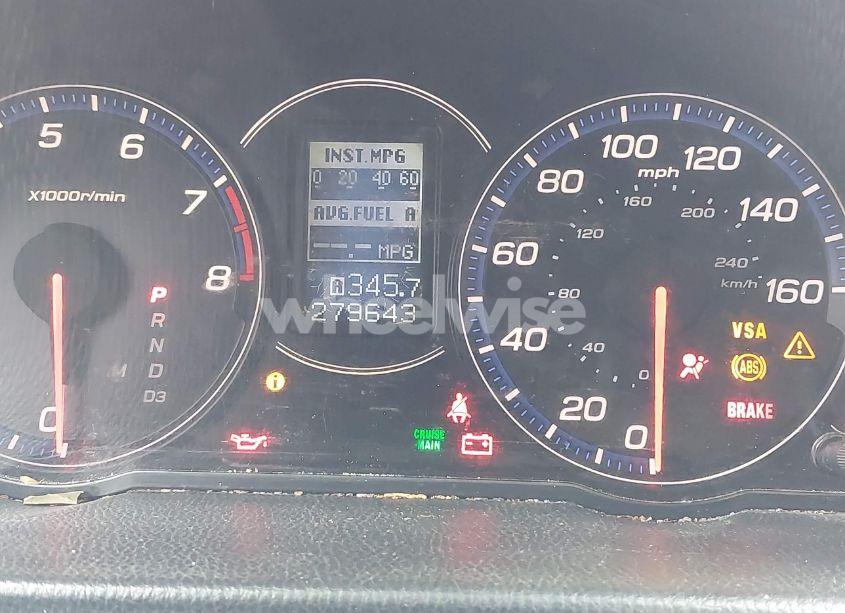 5 6 7 8
X1000r/min
0
P
R
N
D
M
D3
INST.MPG
0 20 40 60
AVG.FUEL A
---.- MPG
A 345.7
279643
wheelwise
CRUISE
MAIN
0 20 40 60 80 100 120 140 160
mph
0 40 80 120 160 200 240
km/h
VSA
ABS
BRAKE